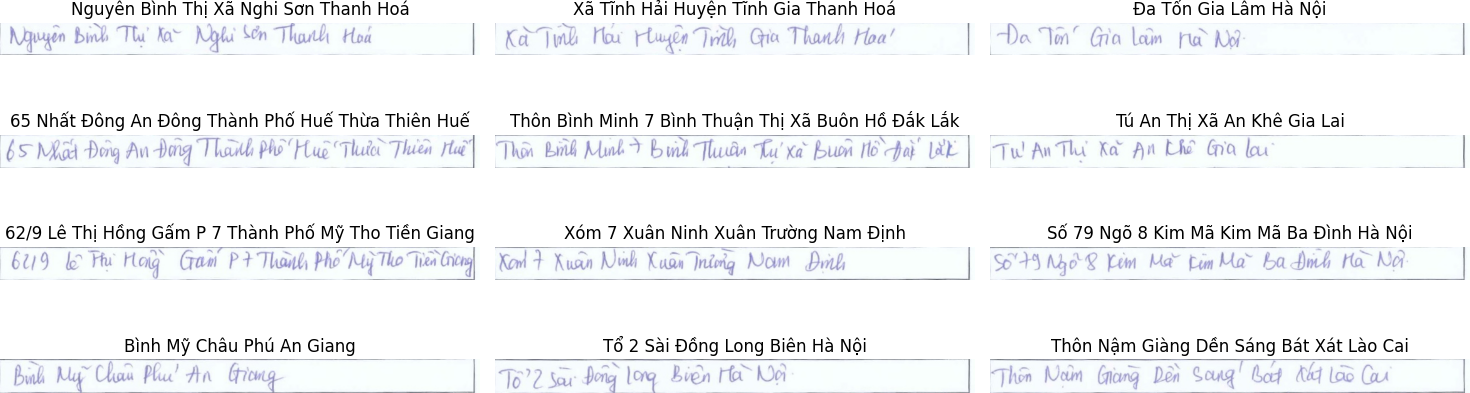 Nguyên Bình Thị Xã Nghi Sơn Thanh Hoá
Nguyên Bình Thị Xã Nghi Sơn Thanh Hoá
Xã Tĩnh Hải Huyện Tĩnh Gia Thanh Hoá
Xã Tĩnh Hải Huyện Tĩnh Gia Thanh Hoá
Đa Tốn Gia Lâm Hà Nội
Đa Tốn Gia Lâm Hà Nội
65 Nhất Đông An Đông Thành Phố Huế Thừa Thiên Huế
65 Nhất Đông An Đông Thành Phố Huế Thừa Thiên Huế
Thôn Bình Minh 7 Bình Thuận Thị Xã Buôn Hồ Đắk Lắk
Thôn Bình Minh 7 Bình Thuận Thị Xã Buôn Hồ Đắk Lắk
Tú An Thị Xã An Khê Gia Lai
Tú An Thị Xã An Khê Gia Lai
62/9 Lê Thị Hồng Gấm P 7 Thành Phố Mỹ Tho Tiền Giang
62/9 Lê Thị Hồng Gấm P 7 Thành Phố Mỹ Tho Tiền Giang
Xóm 7 Xuân Ninh Xuân Trường Nam Định
Xóm 7 Xuân Ninh Xuân Trường Nam Định
Số 79 Ngõ 8 Kim Mã Kim Mã Ba Đình Hà Nội
Số 79 Ngõ 8 Kim Mã Kim Mã Ba Đình Hà Nội
Bình Mỹ Châu Phú An Giang
Bình Mỹ Châu Phú An Giang
Tổ 2 Sài Đồng Long Biên Hà Nội
Tổ 2 Sài Đồng Long Biên Hà Nội
Thôn Nậm Giàng Dền Sáng Bát Xát Lào Cai
Thôn Nậm Giàng Dền Sáng Bát Xát Lào Cai